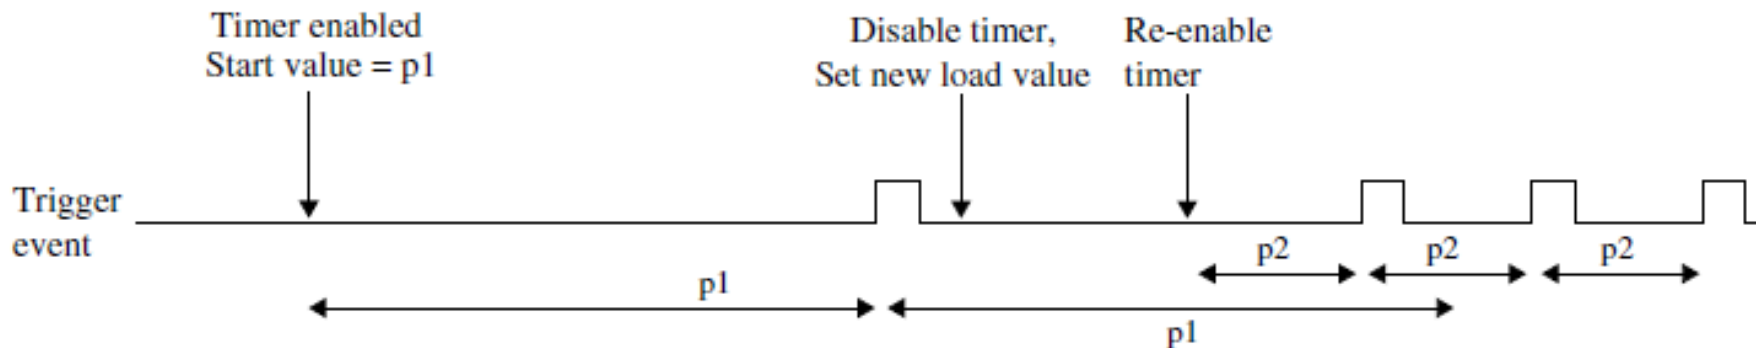 Timer enabled
Start value = p1
Disable timer,
Set new load value
Re-enable
timer
Trigger
event
p2
p2
p2
p1
p1